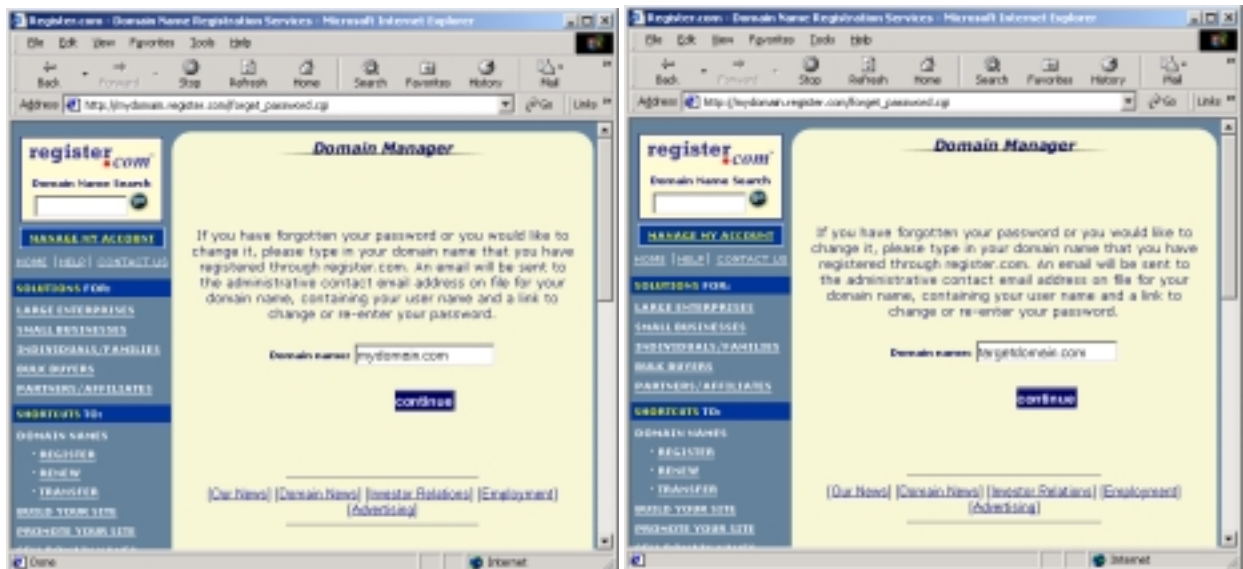 Register.com - Domain Name Registration Services - Microsoft Internet Explorer
File Edit View Favorites Tools Help
Back Forward Stop Refresh Home Search Favorites History Mail
Address http://mydomain.register.com/forget_password.cgi Go Links
register.com
Domain Name Search
MANAGE MY ACCOUNT
HOME | HELP | CONTACT US
SOLUTIONS FOR:
LARGE ENTERPRISES
SMALL BUSINESSES
INDIVIDUALS/FAMILIES
BULK BUYERS
PARTNERS/AFFILIATES
SHORTCUTS TO:
DOMAIN NAMES
· REGISTER
· RENEW
· TRANSFER
BUILD YOUR SITE
PROMOTE YOUR SITE
Domain Manager
If you have forgotten your password or you would like to
change it, please type in your domain name that you have
registered through register.com. An email will be sent to
the administrative contact email address on file for your
domain name, containing your user name and a link to
change or re-enter your password.
Domain name: mydomain.com
continue
[Our News] [Domain News] [Investor Relations] [Employment]
[Advertising]
Done Internet
Register.com - Domain Name Registration Services - Microsoft Internet Explorer
File Edit View Favorites Tools Help
Back Forward Stop Refresh Home Search Favorites History Mail
Address http://mydomain.register.com/forget_password.cgi Go Links
register.com
Domain Name Search
MANAGE MY ACCOUNT
HOME | HELP | CONTACT US
SOLUTIONS FOR:
LARGE ENTERPRISES
SMALL BUSINESSES
INDIVIDUALS/FAMILIES
BULK BUYERS
PARTNERS/AFFILIATES
SHORTCUTS TO:
DOMAIN NAMES
· REGISTER
· RENEW
· TRANSFER
BUILD YOUR SITE
PROMOTE YOUR SITE
Domain Manager
If you have forgotten your password or you would like to
change it, please type in your domain name that you have
registered through register.com. An email will be sent to
the administrative contact email address on file for your
domain name, containing your user name and a link to
change or re-enter your password.
Domain name: targetdomain.com
continue
[Our News] [Domain News] [Investor Relations] [Employment]
[Advertising]
Internet